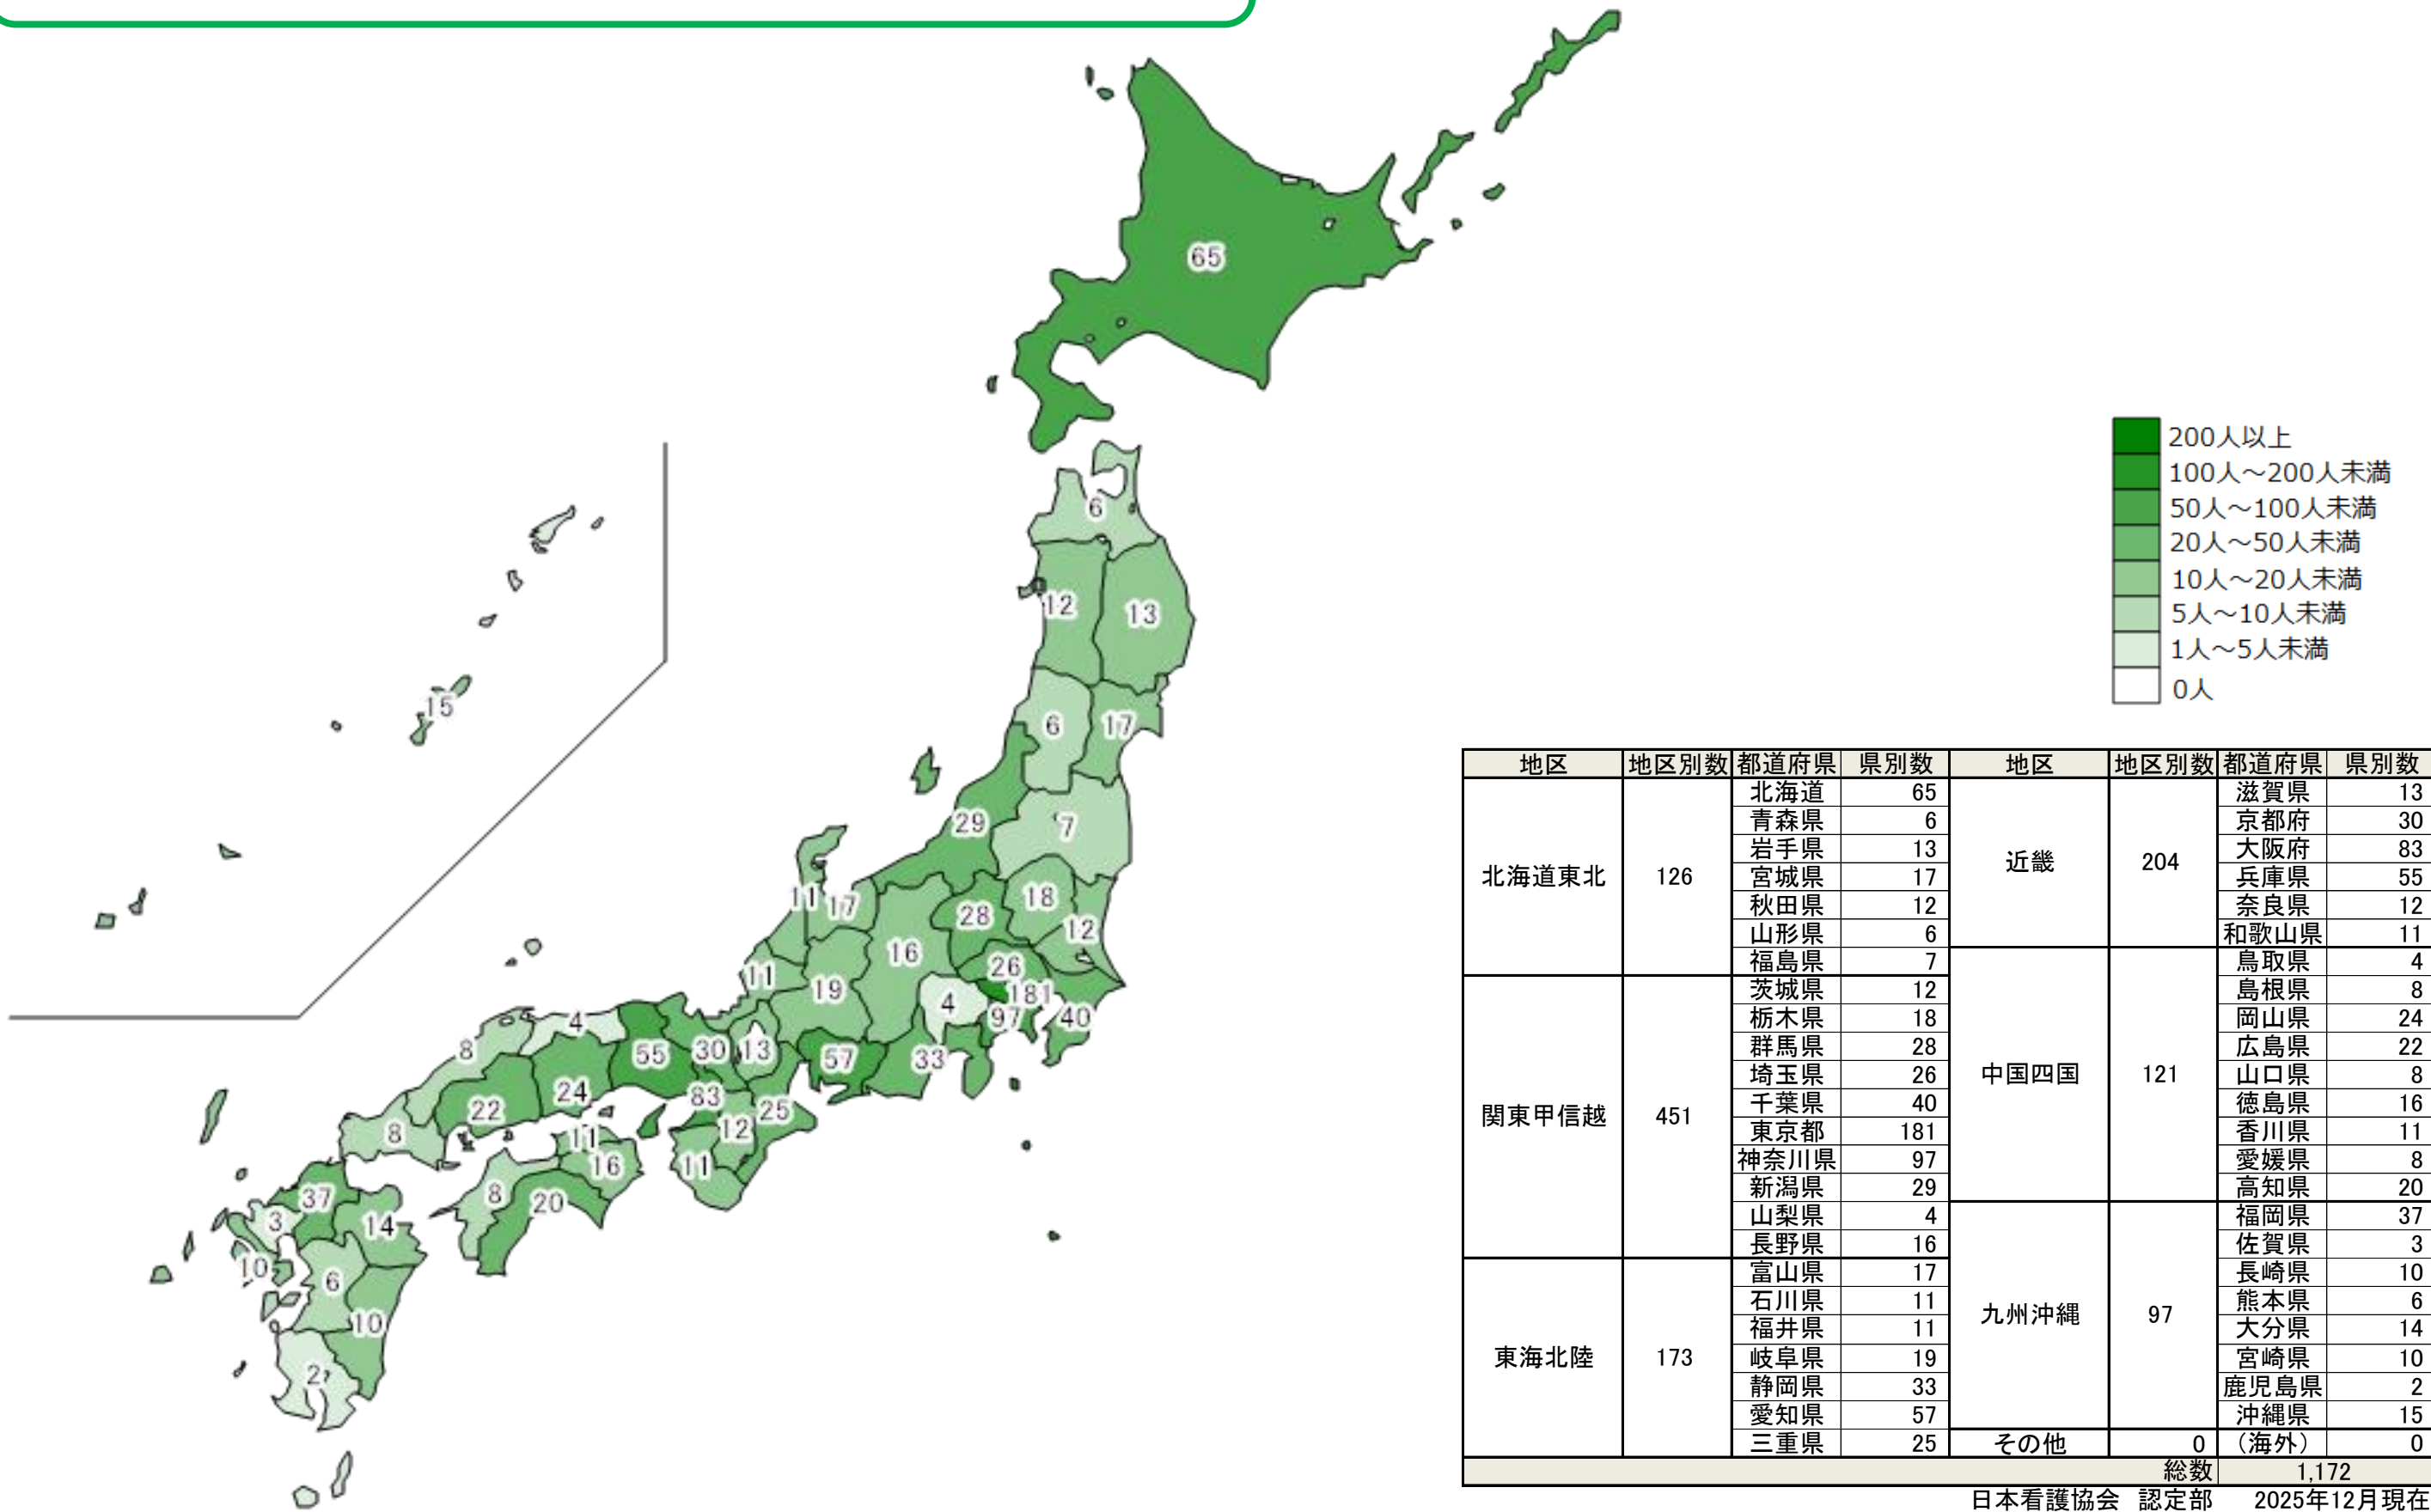 65
6
12
13
15
6
17
29
7
11
17
28
18
12
16
11
19
26
181
4
97
40
4
8
55
30
13
57
33
24
83
25
22
12
8
11
16
11
8
20
37
3
14
10
6
10
2
200人以上
100人～200人未満
50人～100人未満
20人～50人未満
10人～20人未満
5人～10人未満
1人～5人未満
0人
地区 地区別数 都道府県 県別数 地区 地区別数 都道府県 県別数
北海道東北 126 北海道 65 近畿 204 滋賀県 13
青森県 6 京都府 30
岩手県 13 大阪府 83
宮城県 17 兵庫県 55
秋田県 12 奈良県 12
山形県 6 和歌山県 11
福島県 7 中国四国 121 鳥取県 4
関東甲信越 451 茨城県 12 島根県 8
栃木県 18 岡山県 24
群馬県 28 広島県 22
埼玉県 26 山口県 8
千葉県 40 徳島県 16
東京都 181 香川県 11
神奈川県 97 愛媛県 8
新潟県 29 高知県 20
山梨県 4 九州沖縄 97 福岡県 37
長野県 16 佐賀県 3
東海北陸 173 富山県 17 長崎県 10
石川県 11 熊本県 6
福井県 11 大分県 14
岐阜県 19 宮崎県 10
静岡県 33 鹿児島県 2
愛知県 57 沖縄県 15
三重県 25 その他 0 （海外） 0
総数 1,172
日本看護協会 認定部 2025年12月現在